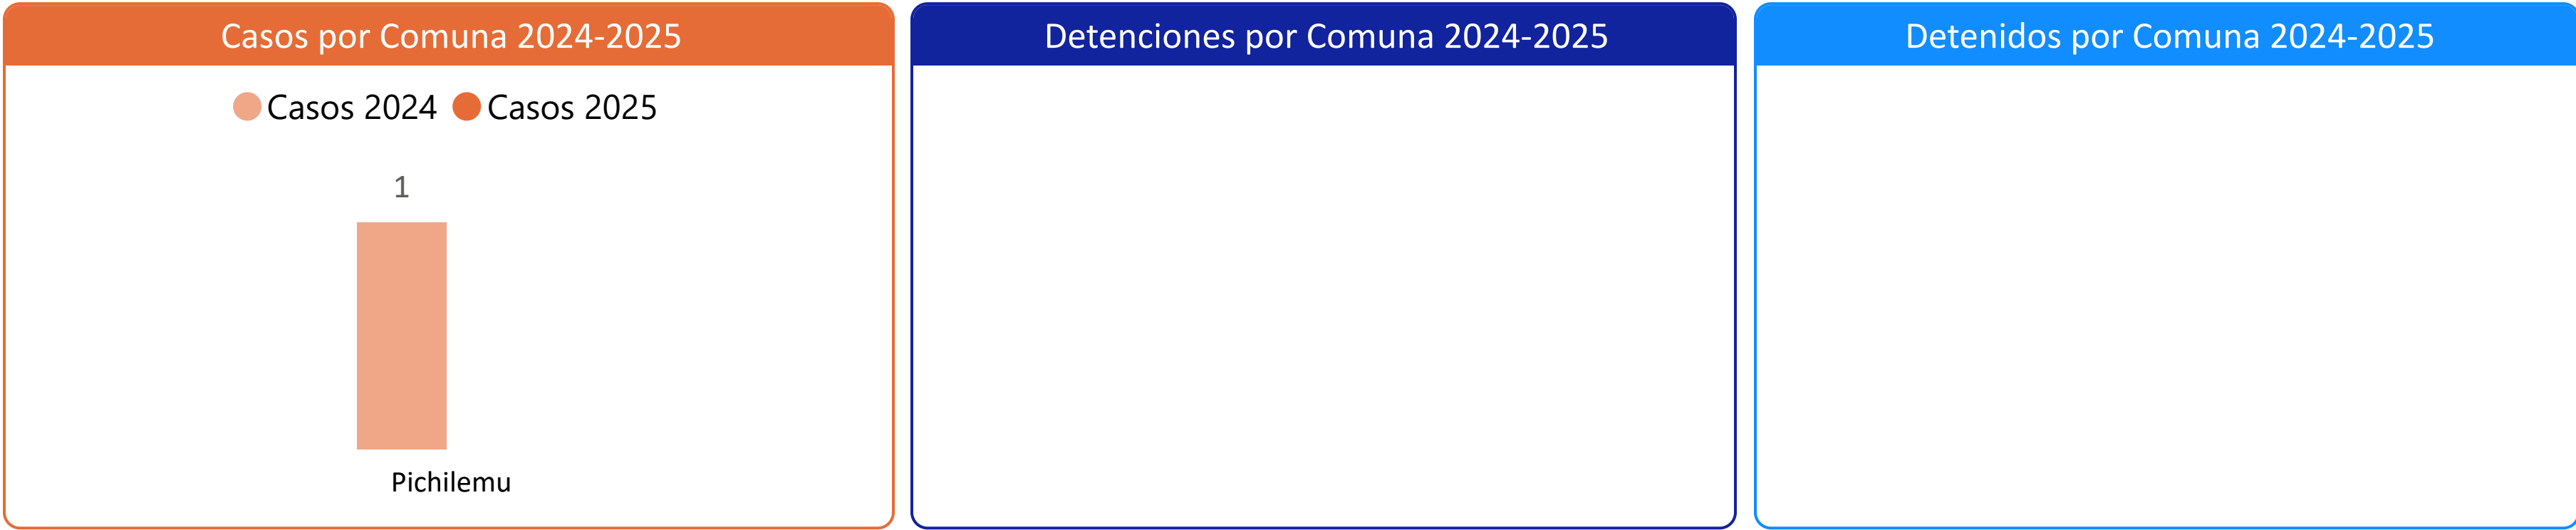 Casos por Comuna 2024-2025
Casos 2024 Casos 2025
1
Pichilemu
Detenciones por Comuna 2024-2025
Detenidos por Comuna 2024-2025